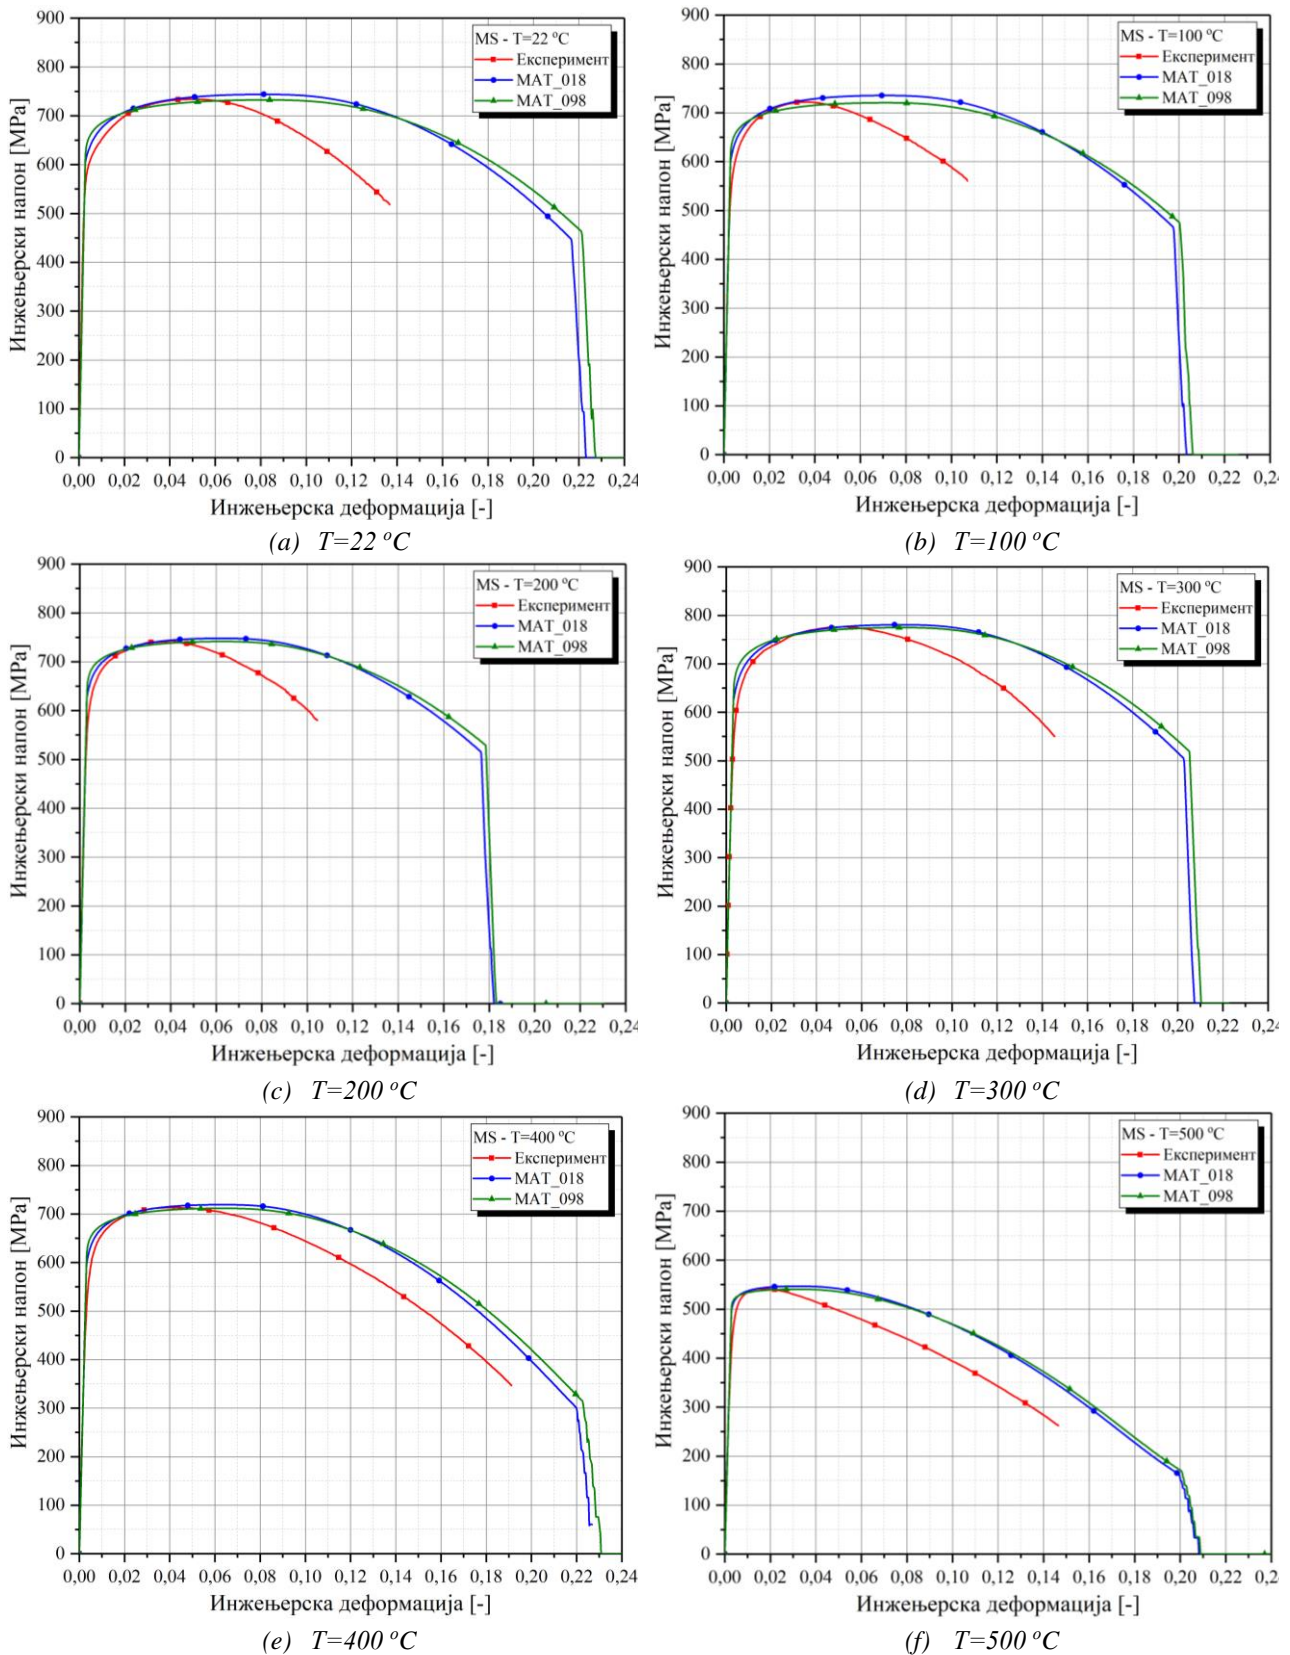 900
800
700
600
500
400
300
200
100
0
Инжењерски напон [MPa]
MS - T=22 °C
Експеримент
MAT_018
MAT_098
0,00 0,02 0,04 0,06 0,08 0,10 0,12 0,14 0,16 0,18 0,20 0,22 0,24
Инжењерска деформација [-]
(a) T=22 °C
900
800
700
600
500
400
300
200
100
0
Инжењерски напон [MPa]
MS - T=100 °C
Експеримент
MAT_018
MAT_098
0,00 0,02 0,04 0,06 0,08 0,10 0,12 0,14 0,16 0,18 0,20 0,22 0,24
Инжењерска деформација [-]
(b) T=100 °C
900
800
700
600
500
400
300
200
100
0
Инжењерски напон [MPa]
MS - T=200 °C
Експеримент
MAT_018
MAT_098
0,00 0,02 0,04 0,06 0,08 0,10 0,12 0,14 0,16 0,18 0,20 0,22 0,24
Инжењерска деформација [-]
(c) T=200 °C
900
800
700
600
500
400
300
200
100
0
Инжењерски напон [MPa]
MS - T=300 °C
Експеримент
MAT_018
MAT_098
0,00 0,02 0,04 0,06 0,08 0,10 0,12 0,14 0,16 0,18 0,20 0,22 0,24
Инжењерска деформација [-]
(d) T=300 °C
900
800
700
600
500
400
300
200
100
0
Инжењерски напон [MPa]
MS - T=400 °C
Експеримент
MAT_018
MAT_098
0,00 0,02 0,04 0,06 0,08 0,10 0,12 0,14 0,16 0,18 0,20 0,22 0,24
Инжењерска деформација [-]
(e) T=400 °C
900
800
700
600
500
400
300
200
100
0
Инжењерски напон [MPa]
MS - T=500 °C
Експеримент
MAT_018
MAT_098
0,00 0,02 0,04 0,06 0,08 0,10 0,12 0,14 0,16 0,18 0,20 0,22 0,2
Инжењерска деформација [-]
(f) T=500 °C